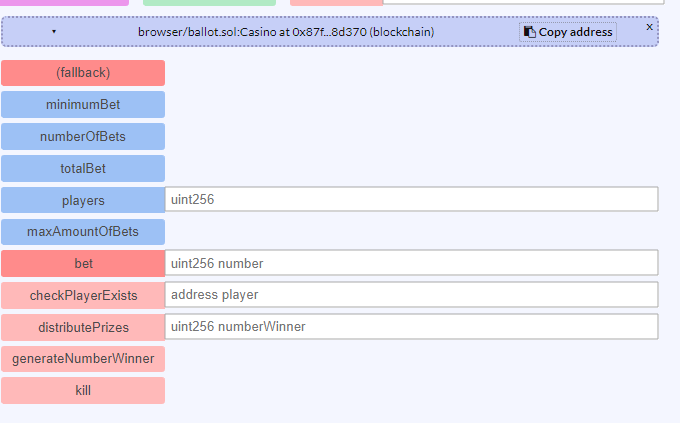 browser/ballot.sol:Casino at 0x87f...8d370 (blockchain) Copy address x
(fallback)
minimumBet
numberOfBets
totalBet
players uint256
maxAmountOfBets
bet uint256 number
checkPlayerExists address player
distributePrizes uint256 numberWinner
generateNumberWinner
kill